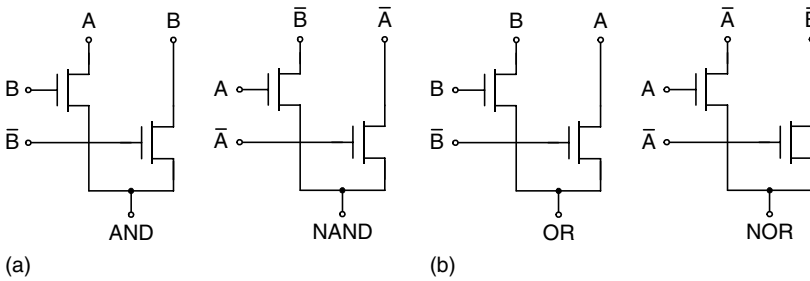 A B B̅ A̅ B A A̅ B̅
B A B A
B̅ A̅ B̅ A̅
AND NAND OR NOR
(a) (b)